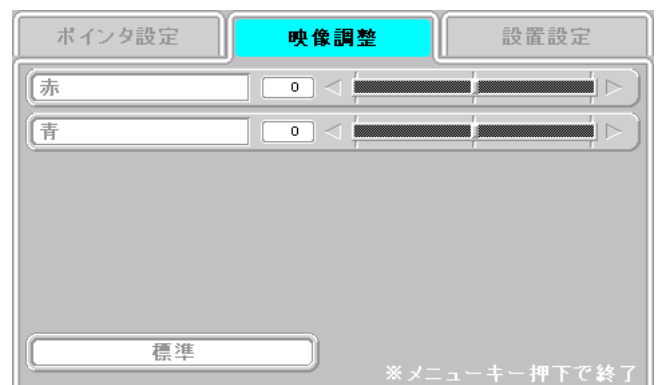 ポインタ設定 映像調整 設置設定
赤 0
青 0
標準
※メニューキー押下で終了